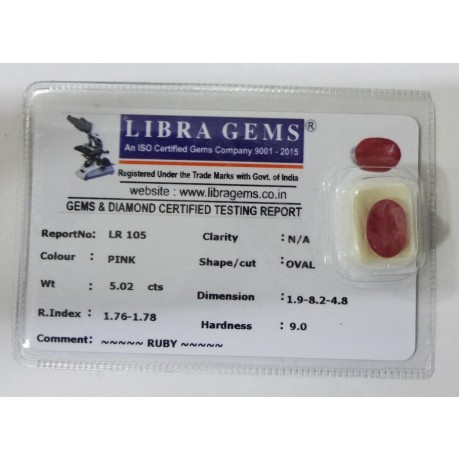 LIBRA GEMS®
An ISO Certified Gems Company 9001 - 2015
Registered Under the Trade Marks with Govt. of India
website : www.libragems.co.in
GEMS & DIAMOND CERTIFIED TESTING REPORT
ReportNo: LR 105 Clarity : N/A
Colour : PINK Shape/cut : OVAL
Wt : 5.02 cts Dimension : 1.9-8.2-4.8
R.Index : 1.76-1.78 Hardness : 9.0
Comment: ~~~~~ RUBY ~~~~~